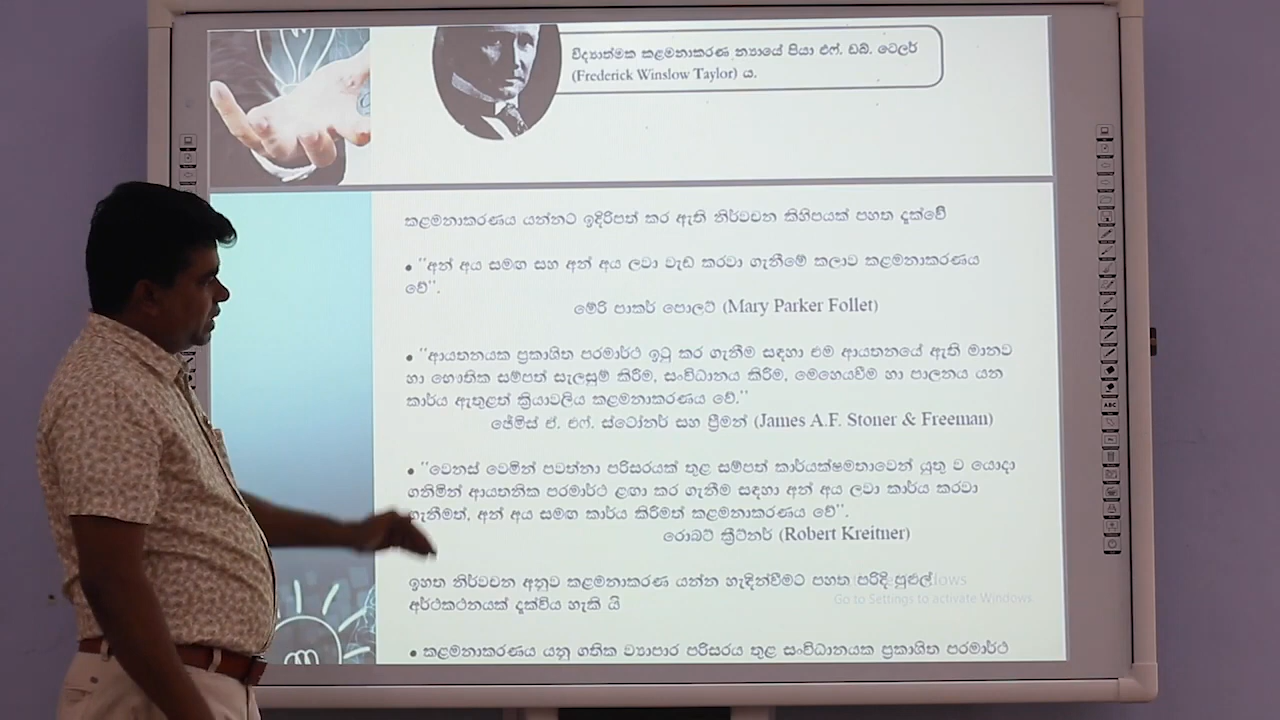 විද්‍යාත්මක කළමනාකරණ න්‍යායේ පියා එෆ්. ඩබ්. ටෙලර්
(Frederick Winslow Taylor) ය.
කළමනාකරණය යන්නට ඉදිරිපත් කර ඇති නිර්වචන කිහිපයක් පහත දැක්වේ
• ''අන් අය සමඟ සහ අන් අය ලවා වැඩ කරවා ගැනීමේ කලාව කළමනාකරණය
වේ''.
මේරි පාකර් පොලට් (Mary Parker Follet)
• ''ආයතනයක ප්‍රකාශිත පරමාර්ථ ඉටු කර ගැනීම සඳහා එම ආයතනයේ ඇති මානව
හා භෞතික සම්පත් සැලසුම් කිරීම, සංවිධානය කිරීම, මෙහෙයවීම හා පාලනය යන
කාර්ය ඇතුළත් ක්‍රියාවලිය කළමනාකරණය වේ.''
ජේම්ස් ඒ. එෆ්. ස්ටෝනර් සහ ප්‍රීමන් (James A.F. Stoner & Freeman)
• ''වෙනස් වෙමින් පවත්නා පරිසරයක් තුළ සම්පත් කාර්යක්ෂමතාවෙන් යුතු ව යොදා
ගනිමින් ආයතනික පරමාර්ථ ළඟා කර ගැනීම සඳහා අන් අය ලවා කාර්ය කරවා
ගැනීමත්, අන් අය සමඟ කාර්ය කිරීමත් කළමනාකරණය වේ''.
රොබට් ක්‍රීට්නර් (Robert Kreitner)
ඉහත නිර්වචන අනුව කළමනාකරණ යන්න හැඳින්වීමට පහත පරිදි පුළුල්
අර්ථකථනයක් දැක්විය හැකි යි
Go to Settings to activate Windows.
• කළමනාකරණය යනු ගතික ව්‍යාපාර පරිසරය තුළ සංවිධානයක ප්‍රකාශිත පරමාර්ථ
ABC